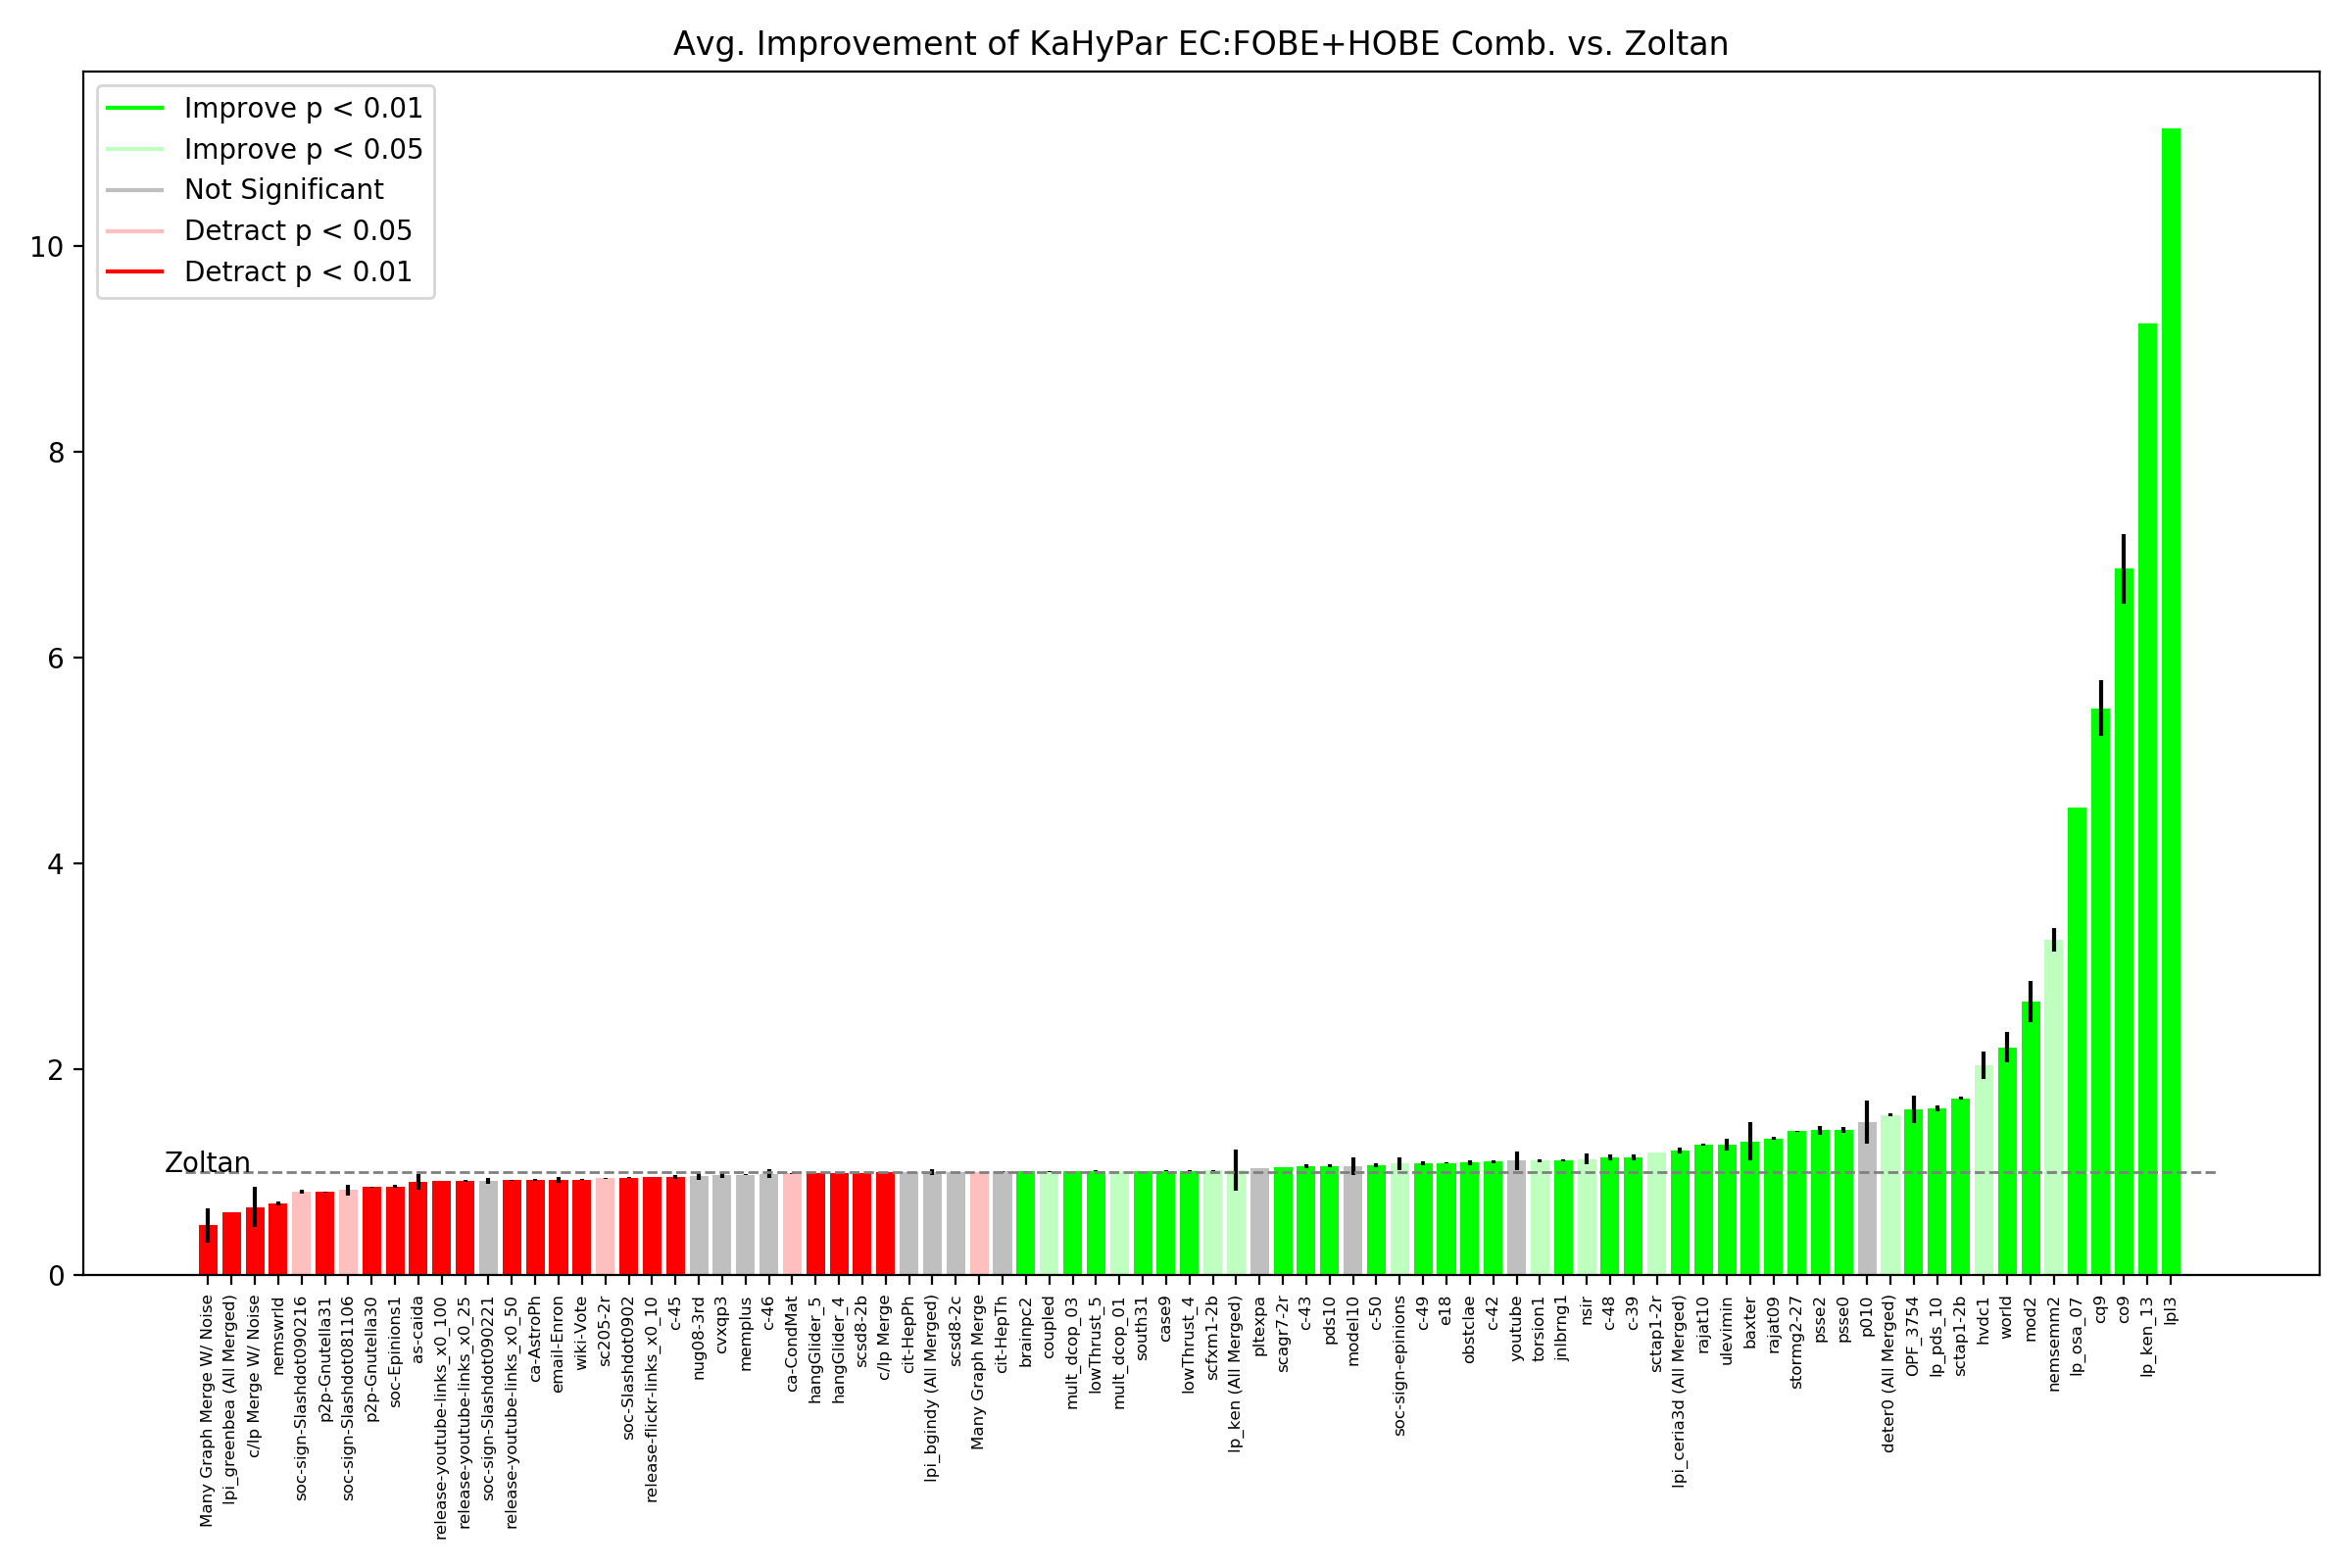 Avg. Improvement of KaHyPar EC:FOBE+HOBE Comb. vs. Zoltan
Improve p < 0.01
Improve p < 0.05
Not Significant
Detract p < 0.05
Detract p < 0.01
10
8
6
4
2
0
Zoltan
Many Graph Merge W/ Noise
lpi_greenbea (All Merged)
c/lp Merge W/ Noise
nemswrld
soc-sign-Slashdot090216
p2p-Gnutella31
soc-sign-Slashdot081106
p2p-Gnutella30
soc-Epinions1
as-caida
release-youtube-links_x0_100
release-youtube-links_x0_25
soc-sign-Slashdot090221
release-youtube-links_x0_50
ca-AstroPh
email-Enron
wiki-Vote
sc205-2r
soc-Slashdot0902
release-flickr-links_x0_10
c-45
nug08-3rd
cvxqp3
memplus
c-46
ca-CondMat
hangGlider_5
hangGlider_4
scsd8-2b
c/lp Merge
cit-HepPh
lpi_bgindy (All Merged)
scsd8-2c
Many Graph Merge
cit-HepTh
brainpc2
coupled
mult_dcop_03
lowThrust_5
mult_dcop_01
south31
case9
lowThrust_4
scfxm1-2b
lp_ken (All Merged)
pltexpa
scagr7-2r
c-43
pds10
model10
c-50
soc-sign-epinions
c-49
e18
obstclae
c-42
youtube
torsion1
jnlbrng1
nsir
c-48
c-39
sctap1-2r
lpi_ceria3d (All Merged)
rajat10
ulevimin
baxter
rajat09
stormg2-27
psse2
psse0
p010
deter0 (All Merged)
OPF_3754
lp_pds_10
sctap1-2b
hvdc1
world
mod2
nemsemm2
lp_osa_07
cq9
co9
lp_ken_13
lpl3